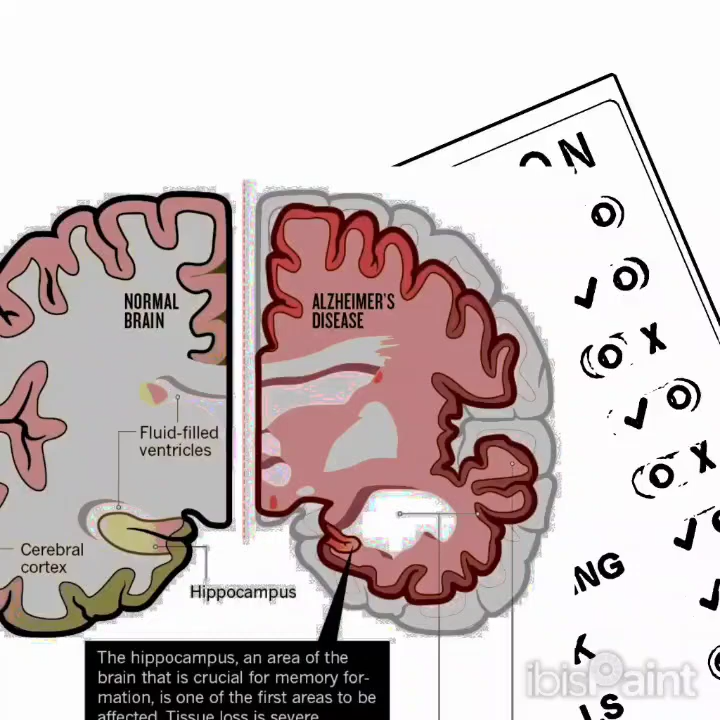 NORMAL
BRAIN
ALZHEIMER'S
DISEASE
Fluid-filled
ventricles
Cerebral
cortex
Hippocampus
The hippocampus, an area of the
brain that is crucial for memory for-
mation, is one of the first areas to be
affected. Tissue loss is severe
ibisPaint